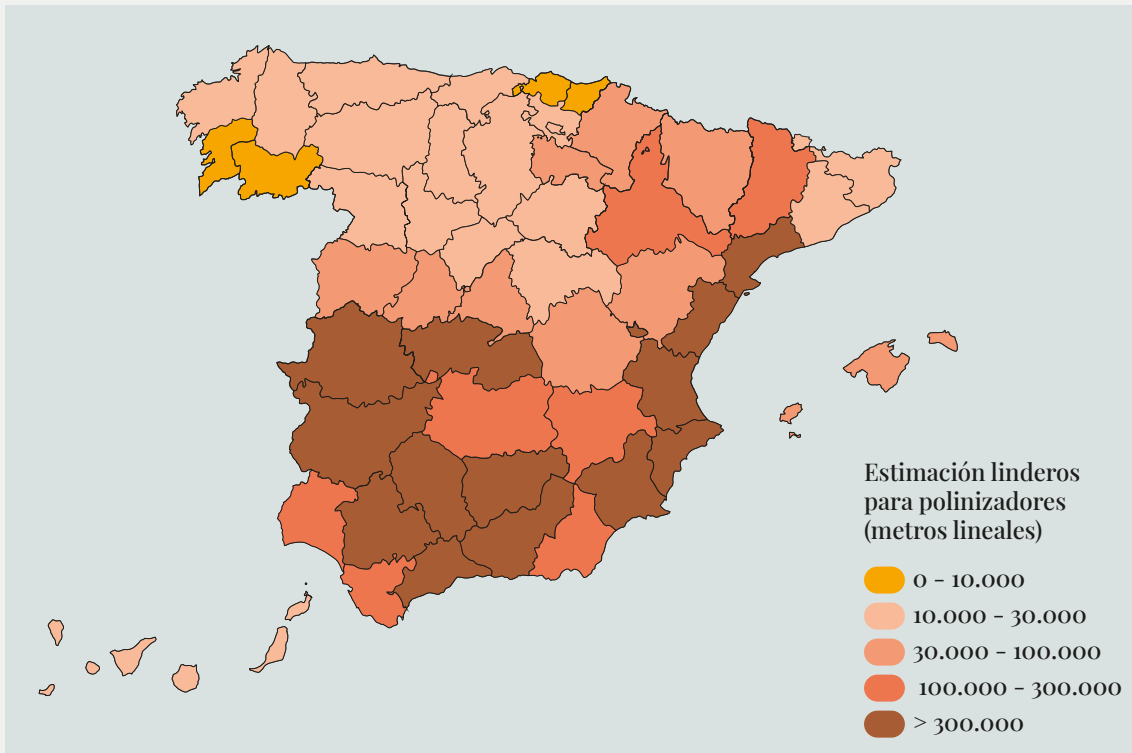 Estimación linderos
para polinizadores
(metros lineales)
0 - 10.000
10.000 - 30.000
30.000 - 100.000
100.000 - 300.000
> 300.000